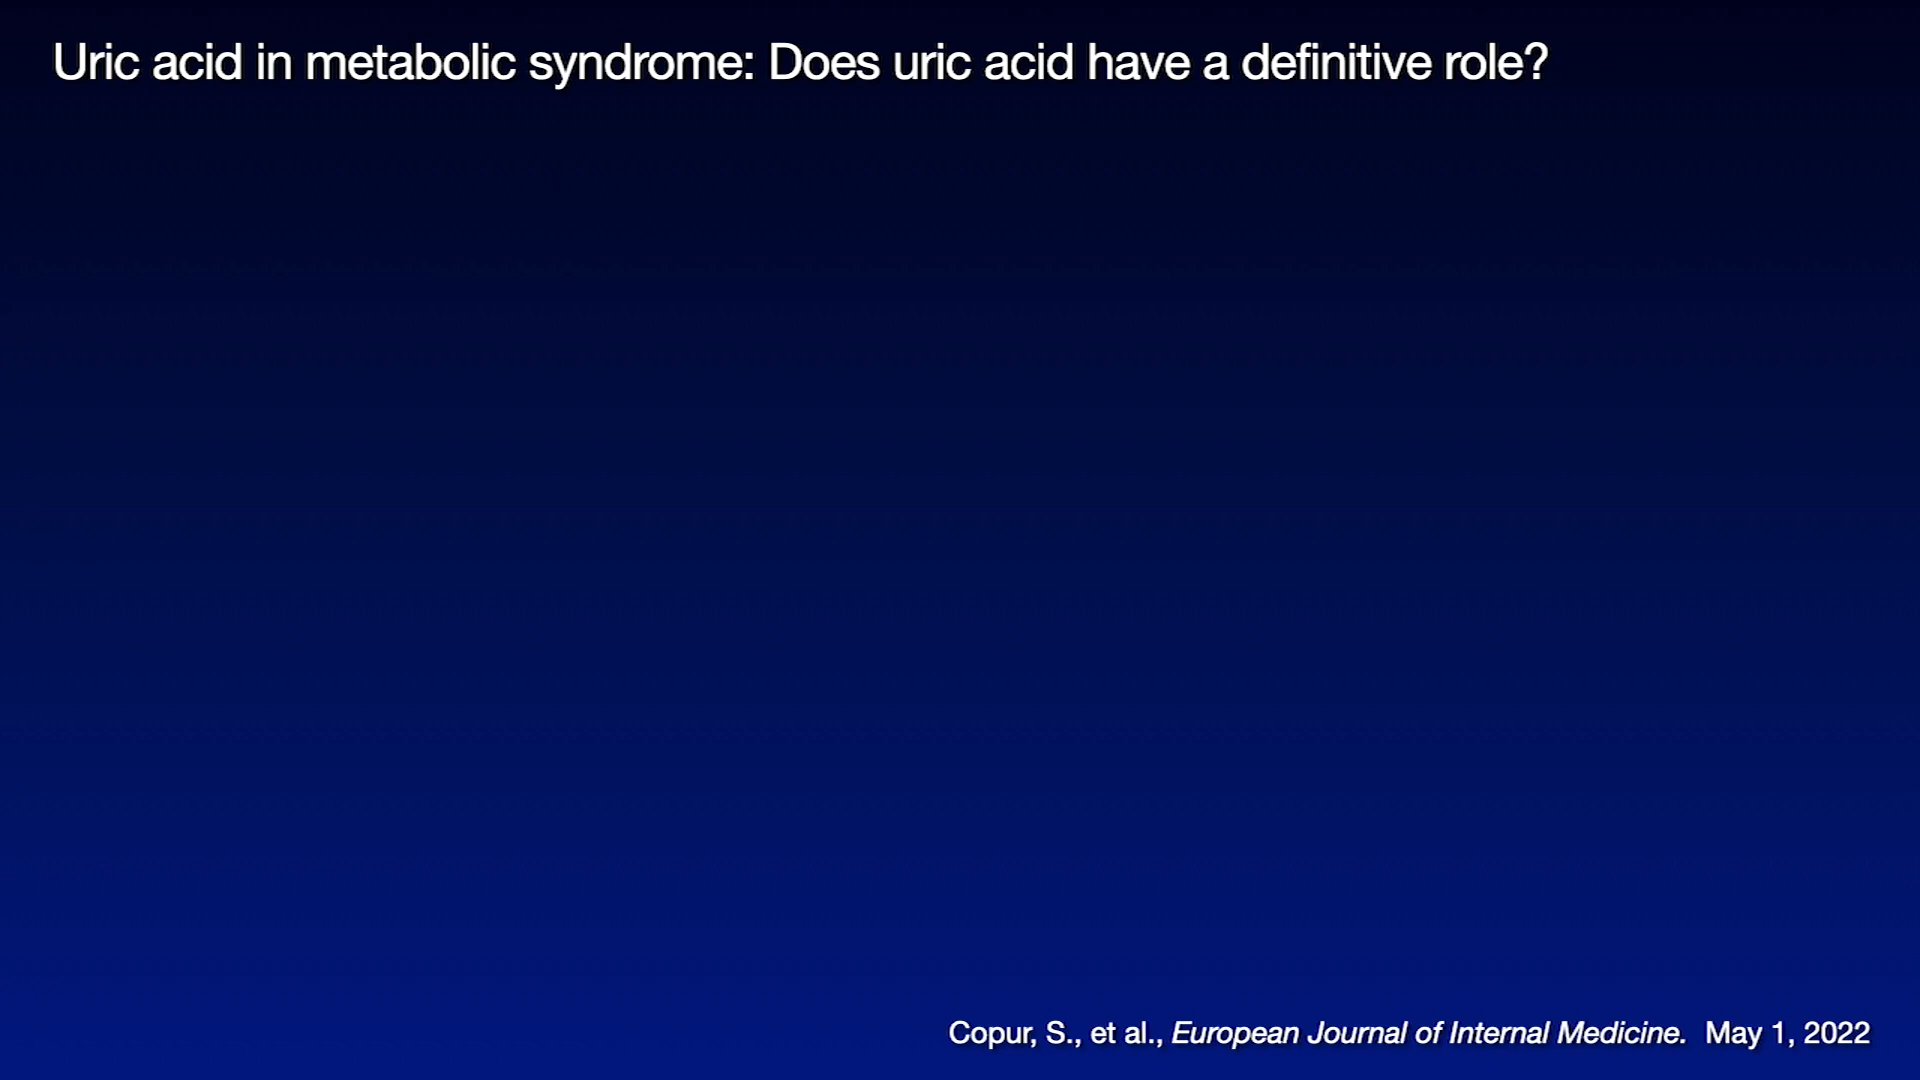 Uric acid in metabolic syndrome: Does uric acid have a definitive role?
Copur, S., et al., European Journal of Internal Medicine. May 1, 2022